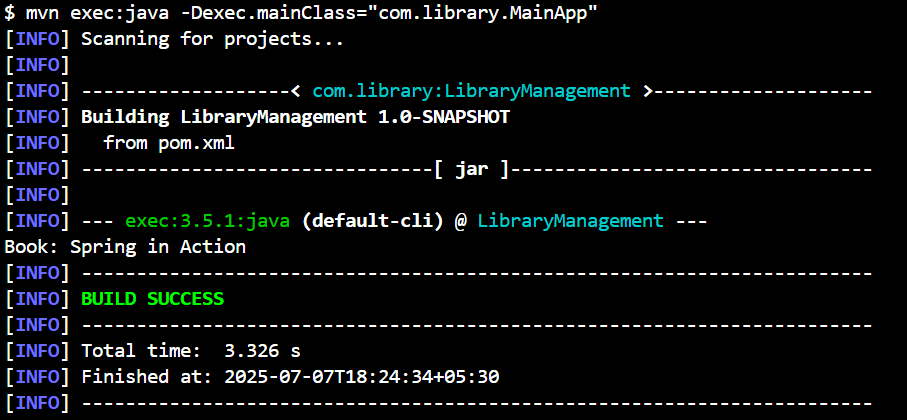 $ mvn exec:java -Dexec.mainClass="com.library.MainApp"
[INFO] Scanning for projects...
[INFO]
[INFO] -------------------< com.library:LibraryManagement >--------------------
[INFO] Building LibraryManagement 1.0-SNAPSHOT
[INFO]   from pom.xml
[INFO] --------------------------------[ jar ]---------------------------------
[INFO]
[INFO] --- exec:3.5.1:java (default-cli) @ LibraryManagement ---
Book: Spring in Action
[INFO] ------------------------------------------------------------------------
[INFO] BUILD SUCCESS
[INFO] ------------------------------------------------------------------------
[INFO] Total time:  3.326 s
[INFO] Finished at: 2025-07-07T18:24:34+05:30
[INFO] ------------------------------------------------------------------------